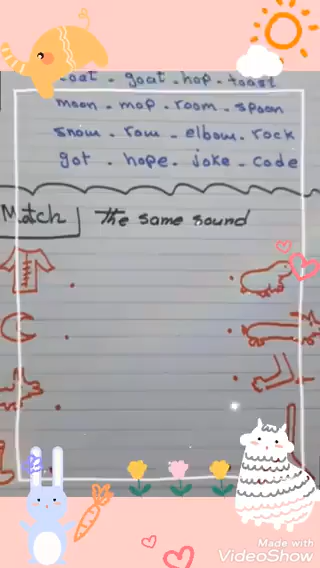 coat - goat - hop - toast
moon - mop - room - spoon
snow - row - elbow - rock
got - hope - joke - code
Match The same sound
Made with
VideoShow